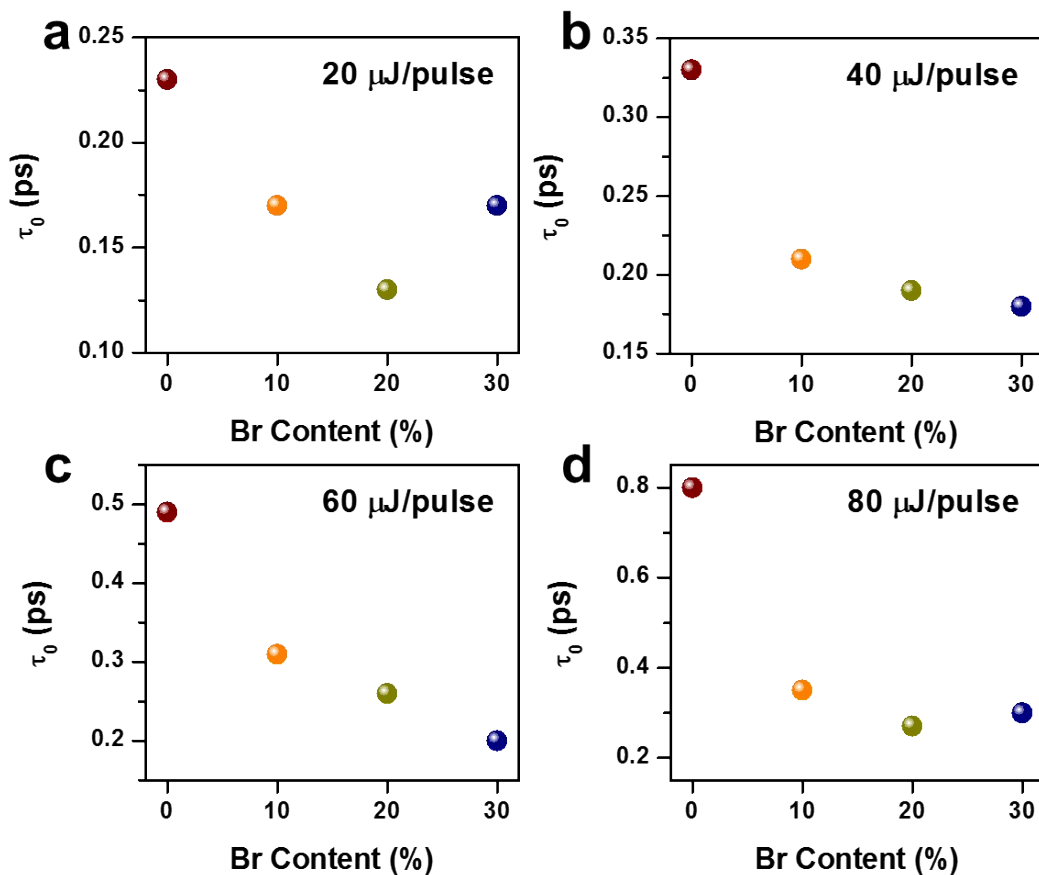 a
20 μJ/pulse
0.25
0.20
0.15
0.10
τ0 (ps)
0 10 20 30
Br Content (%)
b
40 μJ/pulse
0.35
0.30
0.25
0.20
0.15
τ0 (ps)
0 10 20 30
Br Content (%)
c
60 μJ/pulse
0.5
0.4
0.3
0.2
τ0 (ps)
0 10 20 30
Br Content (%)
d
80 μJ/pulse
0.8
0.6
0.4
0.2
τ0 (ps)
0 10 20 30
Br Content (%)